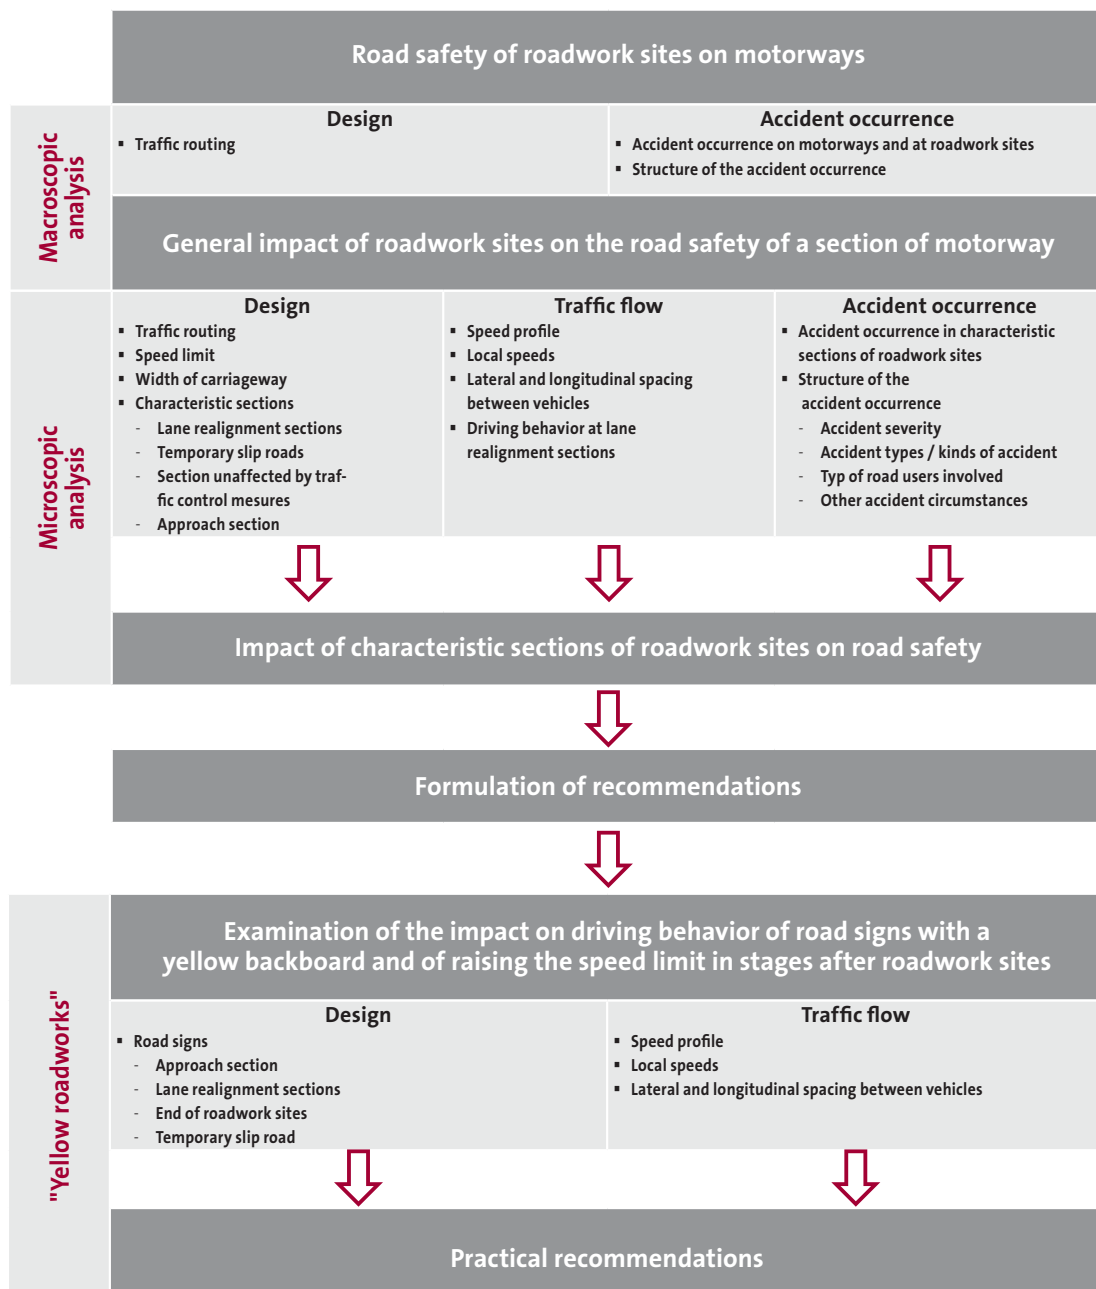 Road safety of roadwork sites on motorways
Macroscopic
analysis
Design
▪ Traffic routing
Accident occurrence
▪ Accident occurrence on motorways and at roadwork sites
▪ Structure of the accident occurrence
General impact of roadwork sites on the road safety of a section of motorway
Microscopic
analysis
Design
▪ Traffic routing
▪ Speed limit
▪ Width of carriageway
▪ Characteristic sections
- Lane realignment sections
- Temporary slip roads
- Section unaffected by traf-
fic control mesures
- Approach section
Traffic flow
▪ Speed profile
▪ Local speeds
▪ Lateral and longitudinal spacing
between vehicles
▪ Driving behavior at lane
realignment sections
Accident occurrence
▪ Accident occurrence in characteristic
sections of roadwork sites
▪ Structure of the
accident occurrence
- Accident severity
- Accident types / kinds of accident
- Typ of road users involved
- Other accident circumstances
Impact of characteristic sections of roadwork sites on road safety
Formulation of recommendations
"Yellow roadworks"
Examination of the impact on driving behavior of road signs with a
yellow backboard and of raising the speed limit in stages after roadwork sites
Design
▪ Road signs
- Approach section
- Lane realignment sections
- End of roadwork sites
- Temporary slip road
Traffic flow
▪ Speed profile
▪ Local speeds
▪ Lateral and longitudinal spacing between vehicles
Practical recommendations